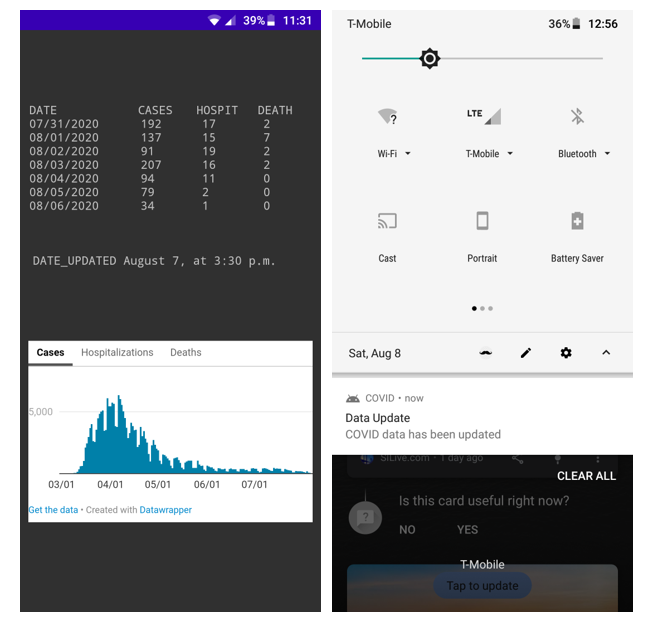 39% 11:31
DATE CASES HOSPIT DEATH
07/31/2020 192 17 2
08/01/2020 137 15 7
08/02/2020 91 19 2
08/03/2020 207 16 2
08/04/2020 94 11 0
08/05/2020 79 2 0
08/06/2020 34 1 0
DATE_UPDATED August 7, at 3:30 p.m.
Cases Hospitalizations Deaths
5,000
03/01 04/01 05/01 06/01 07/01
Get the data • Created with Datawrapper
T-Mobile 36% 12:56
LTE
Wi-Fi T-Mobile Bluetooth
Cast Portrait Battery Saver
Sat, Aug 8
COVID • now
Data Update
COVID data has been updated
SILive.com • 1 day ago
CLEAR ALL
Is this card useful right now?
NO YES
T-Mobile
Tap to update